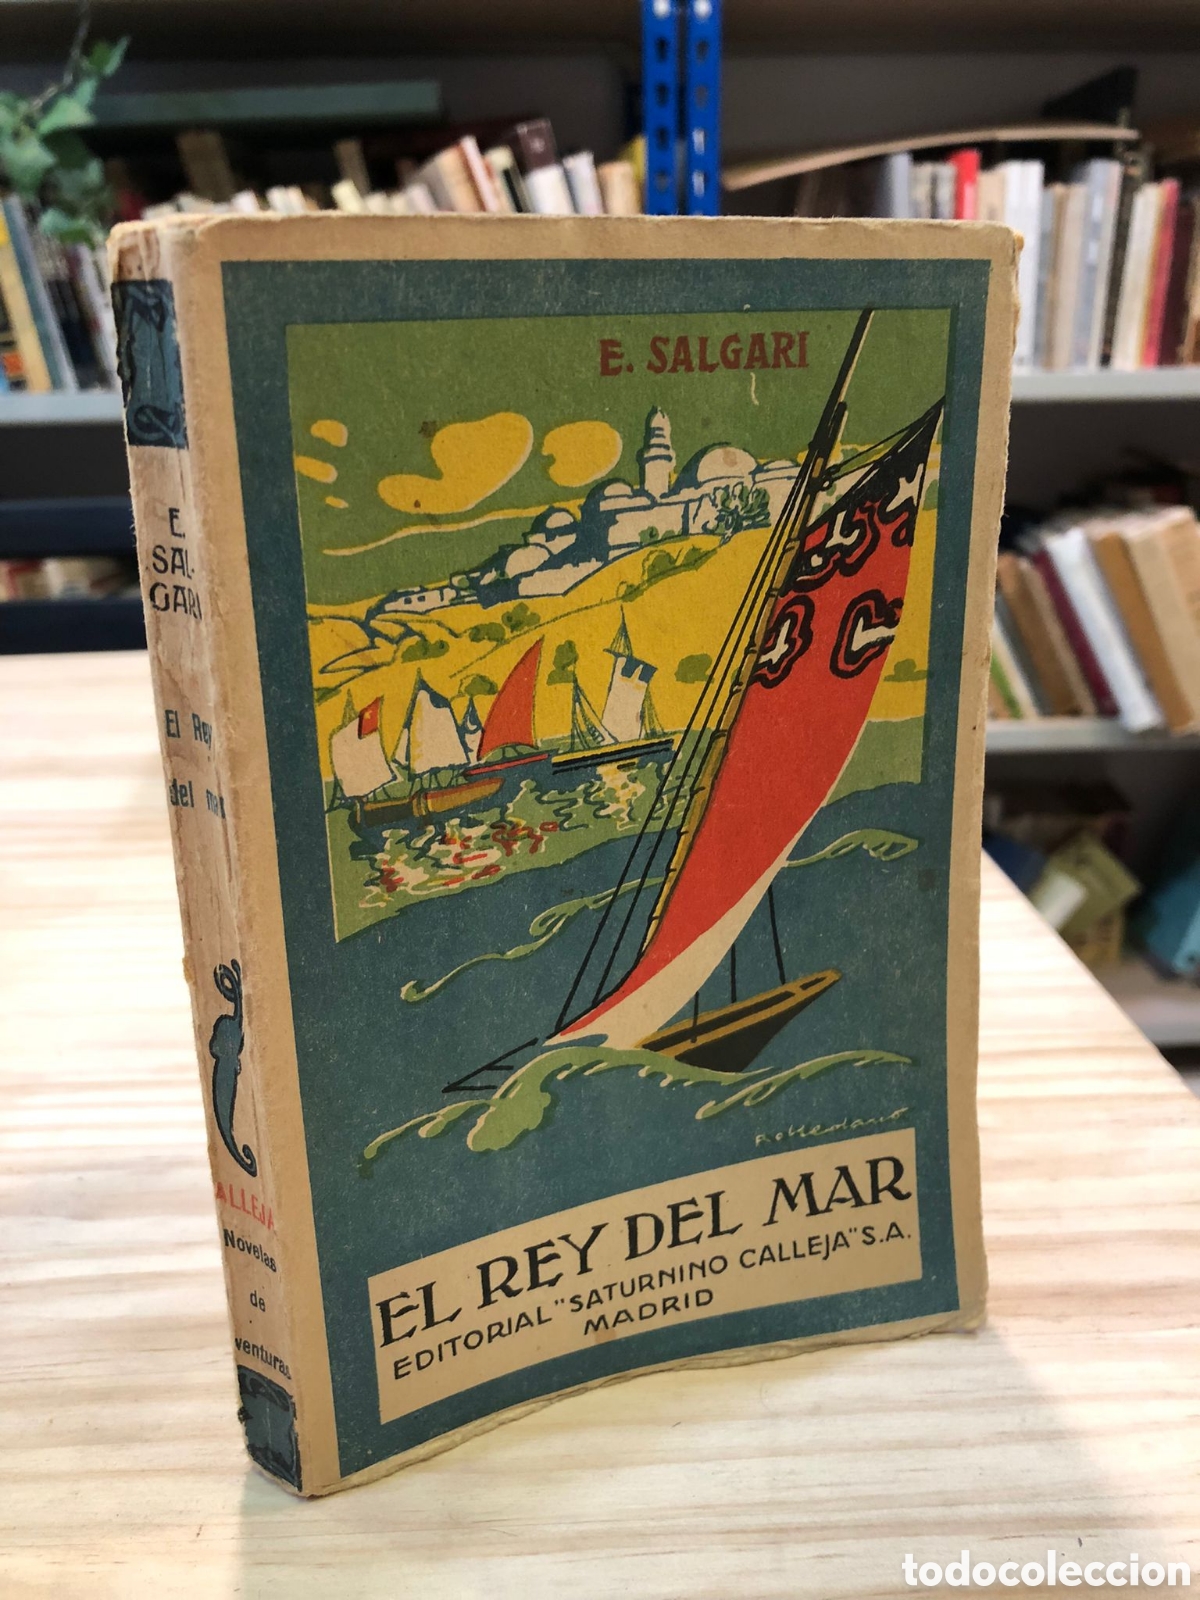 E. SALGARI
EL REY DEL MAR
EDITORIAL "SATURNINO CALLEJA" S.A.
MADRID
E.
SAL-
GARI
El Rey
del mar
ALLEJA
Novelas
de
venturas
todocoleccion